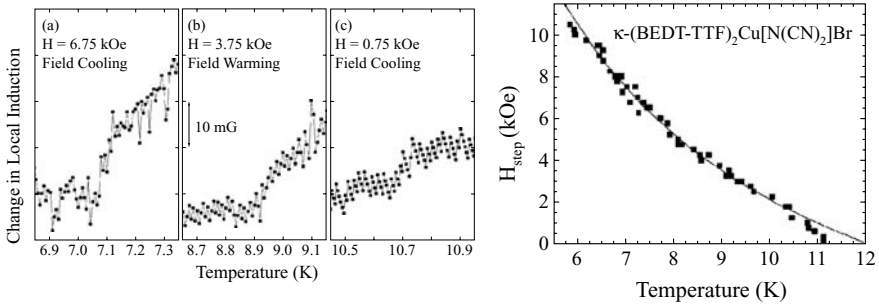 (a)
H = 6.75 kOe
Field Cooling
(b)
H = 3.75 kOe
Field Warming
(c)
H = 0.75 kOe
Field Cooling
10 mG
Change in Local Induction
6.9 7.0 7.1 7.2 7.3
8.7 8.8 8.9 9.0 9.1
10.5 10.7 10.9
Temperature (K)
κ-(BEDT-TTF)2Cu[N(CN)2]Br
10
8
6
4
2
0
H_step (kOe)
6 7 8 9 10 11 12
Temperature (K)